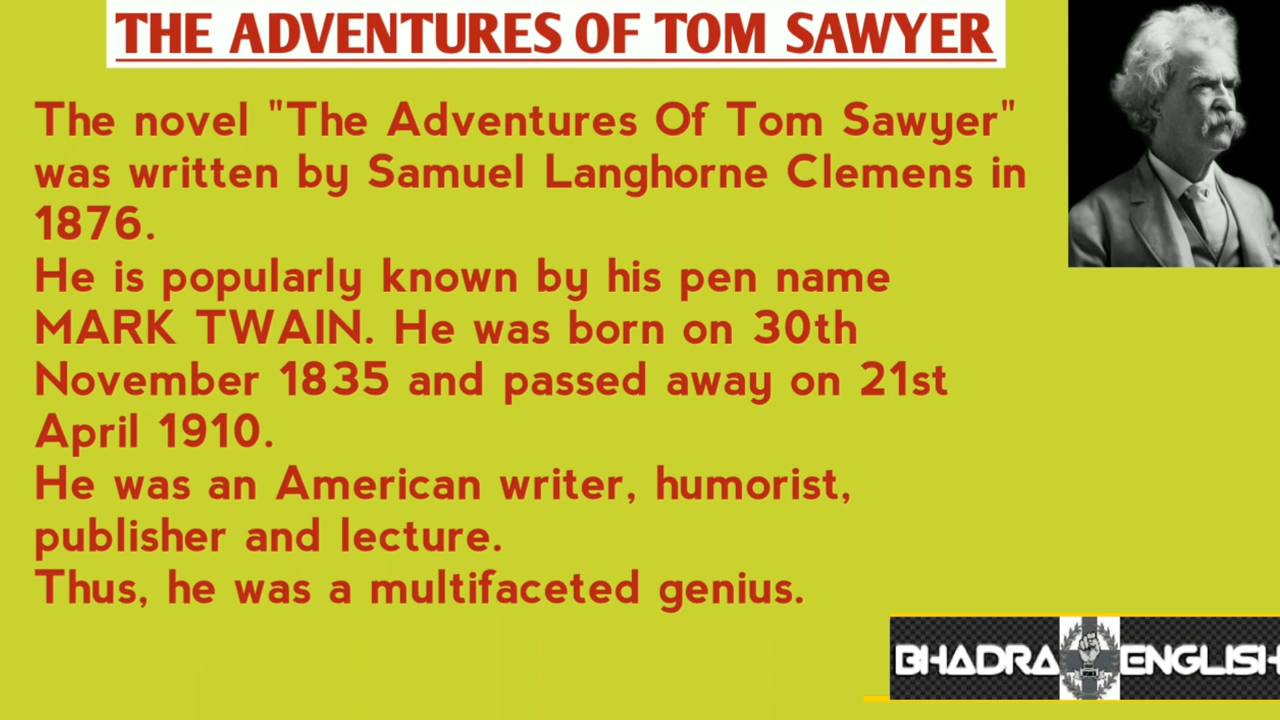 THE ADVENTURES OF TOM SAWYER
The novel "The Adventures Of Tom Sawyer"
was written by Samuel Langhorne Clemens in
1876.
He is popularly known by his pen name
MARK TWAIN. He was born on 30th
November 1835 and passed away on 21st
April 1910.
He was an American writer, humorist,
publisher and lecture.
Thus, he was a multifaceted genius.
BHADRA ENGLISH